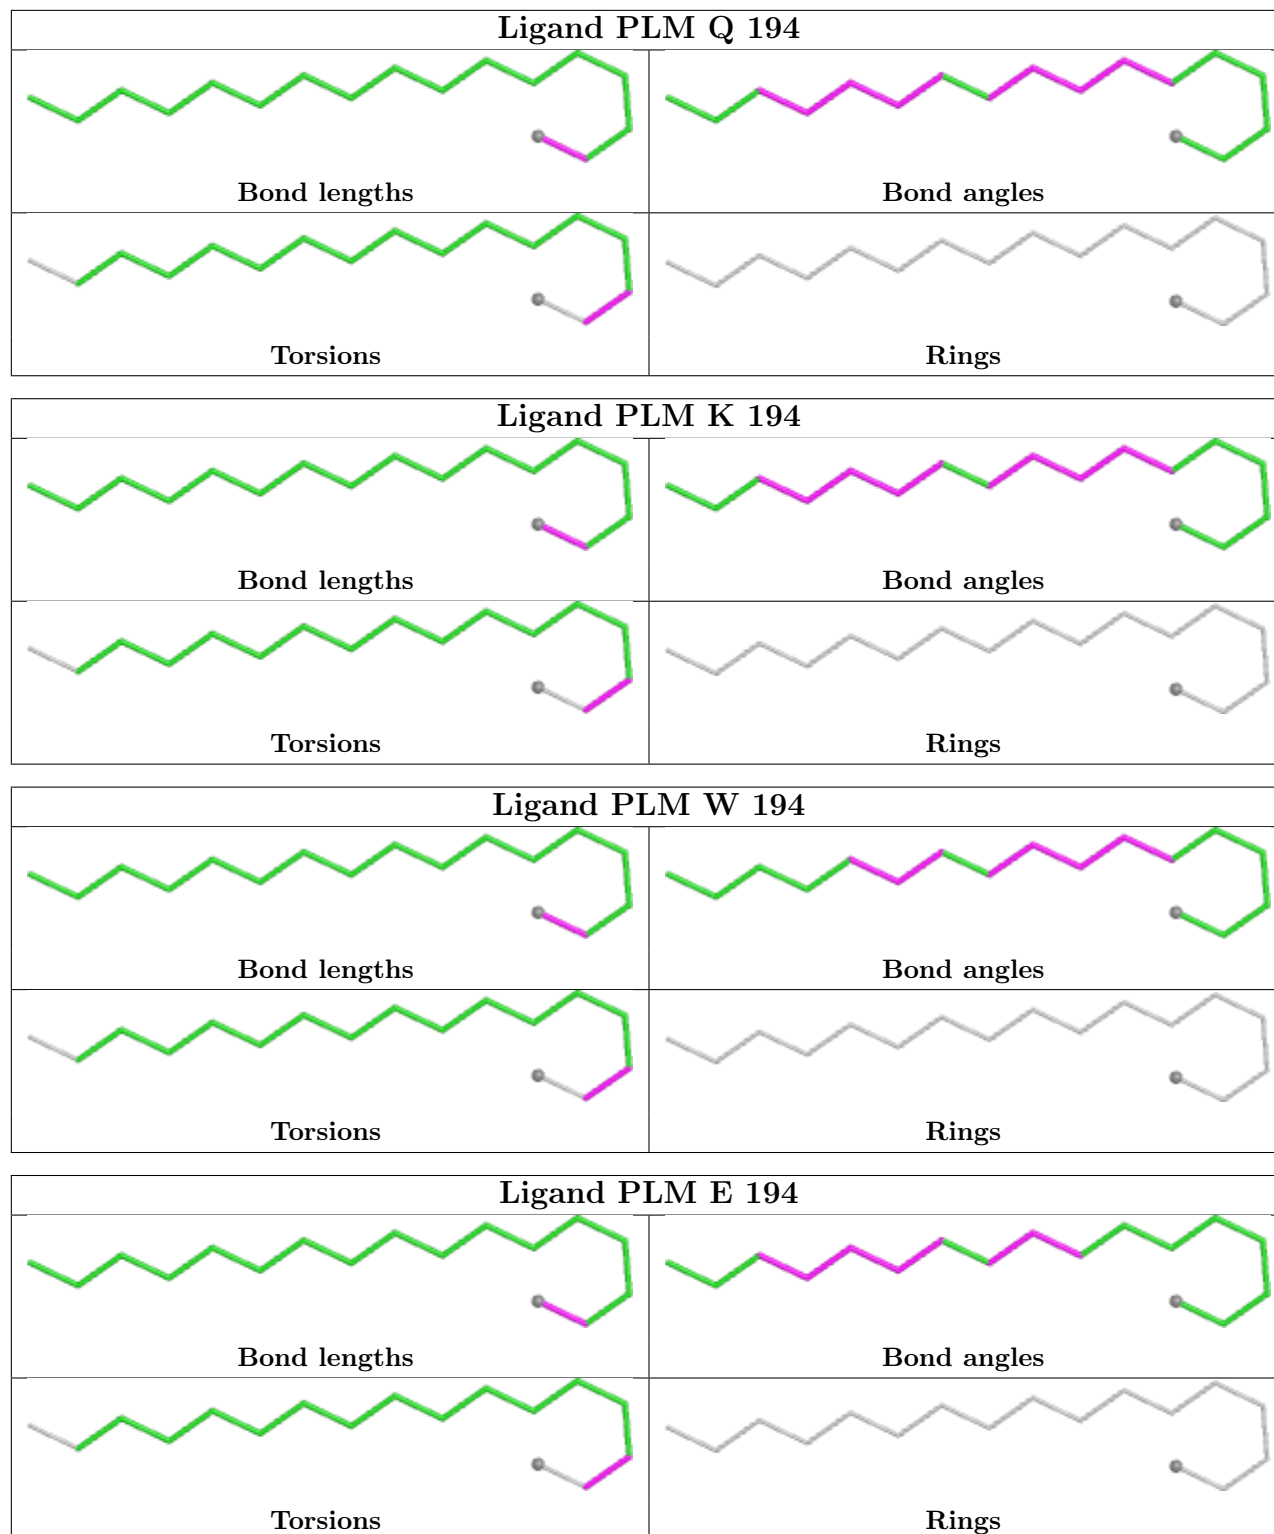 Ligand PLM Q 194
Bond lengths
Bond angles
Torsions
Rings
Ligand PLM K 194
Bond lengths
Bond angles
Torsions
Rings
Ligand PLM W 194
Bond lengths
Bond angles
Torsions
Rings
Ligand PLM E 194
Bond lengths
Bond angles
Torsions
Rings